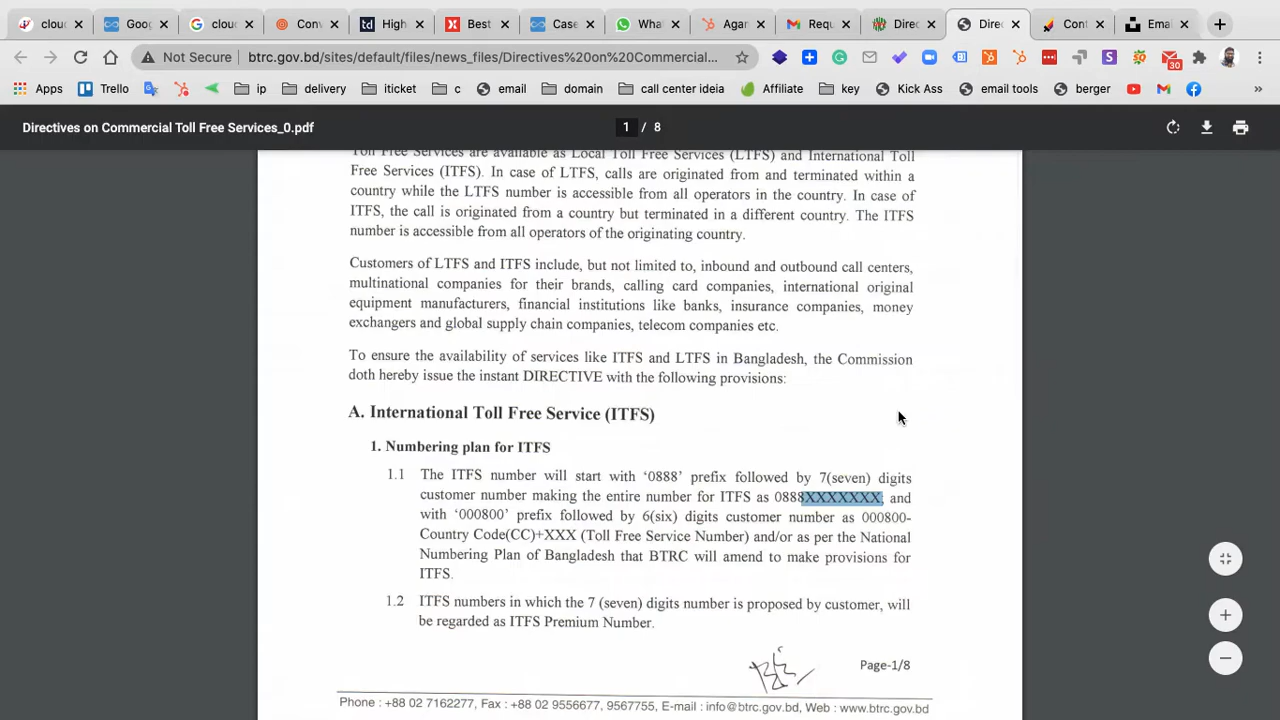 clou
Goog
clou
Conv
High
Best
Case
What
Agar
Requ
Direc
Direc
Cont
Emai
Not Secure
btrc.gov.bd/sites/default/files/news_files/Directives%20on%20Commercial...
30
Apps
Trello
ip
delivery
iticket
c
email
domain
call center ideia
Affiliate
key
Kick Ass
email tools
berger
»
Directives on Commercial Toll Free Services_0.pdf
1 / 8
Toll Free Services are available as Local Toll Free Services (LTFS) and International Toll
Free Services (ITFS). In case of LTFS, calls are originated from and terminated within a
country while the LTFS number is accessible from all operators in the country. In case of
ITFS, the call is originated from a country but terminated in a different country. The ITFS
number is accessible from all operators of the originating country.
Customers of LTFS and ITFS include, but not limited to, inbound and outbound call centers,
multinational companies for their brands, calling card companies, international original
equipment manufacturers, financial institutions like banks, insurance companies, money
exchangers and global supply chain companies, telecom companies etc.
To ensure the availability of services like ITFS and LTFS in Bangladesh, the Commission
doth hereby issue the instant DIRECTIVE with the following provisions:
A. International Toll Free Service (ITFS)
1. Numbering plan for ITFS
1.1 The ITFS number will start with ‘0888’ prefix followed by 7(seven) digits
customer number making the entire number for ITFS as 0888XXXXXXX, and
with ‘000800’ prefix followed by 6(six) digits customer number as 000800-
Country Code(CC)+XXX (Toll Free Service Number) and/or as per the National
Numbering Plan of Bangladesh that BTRC will amend to make provisions for
ITFS.
1.2 ITFS numbers in which the 7 (seven) digits number is proposed by customer, will
be regarded as ITFS Premium Number.
Page-1/8
Phone : +88 02 7162277, Fax : +88 02 9556677, 9567755, E-mail : info@btrc.gov.bd, Web : www.btrc.gov.bd